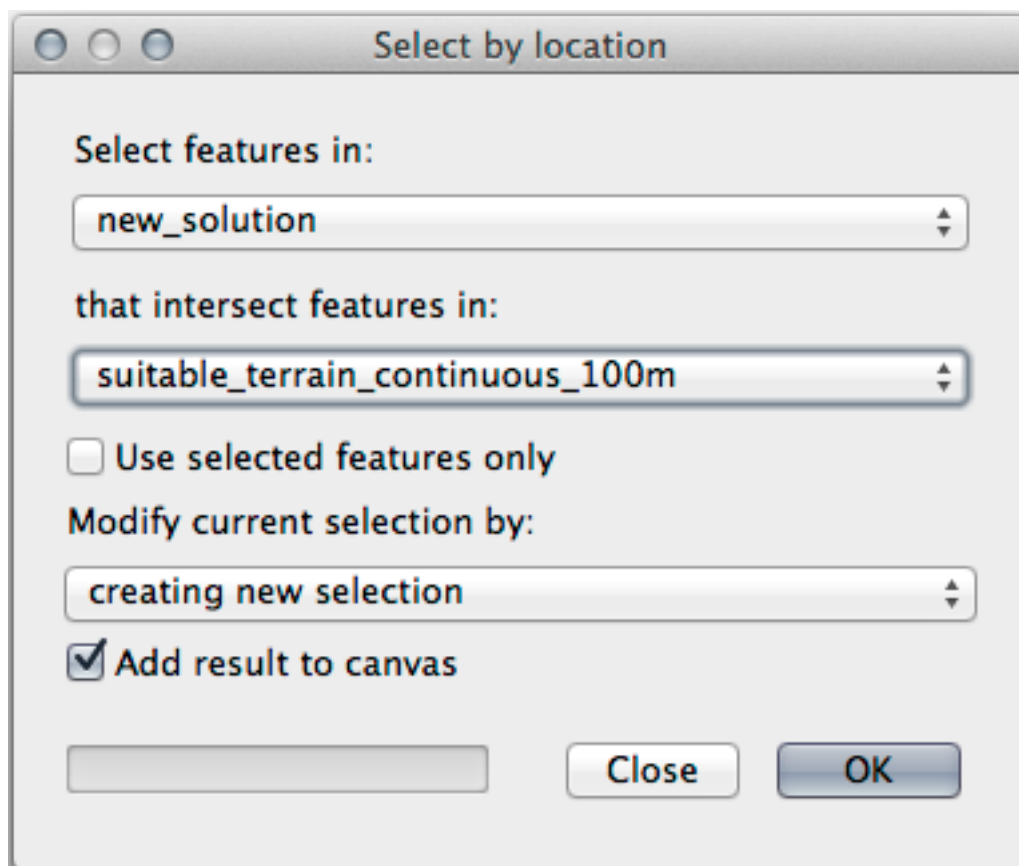 Select by location
Select features in:
new_solution
that intersect features in:
suitable_terrain_continuous_100m
Use selected features only
Modify current selection by:
creating new selection
Add result to canvas
Close
OK